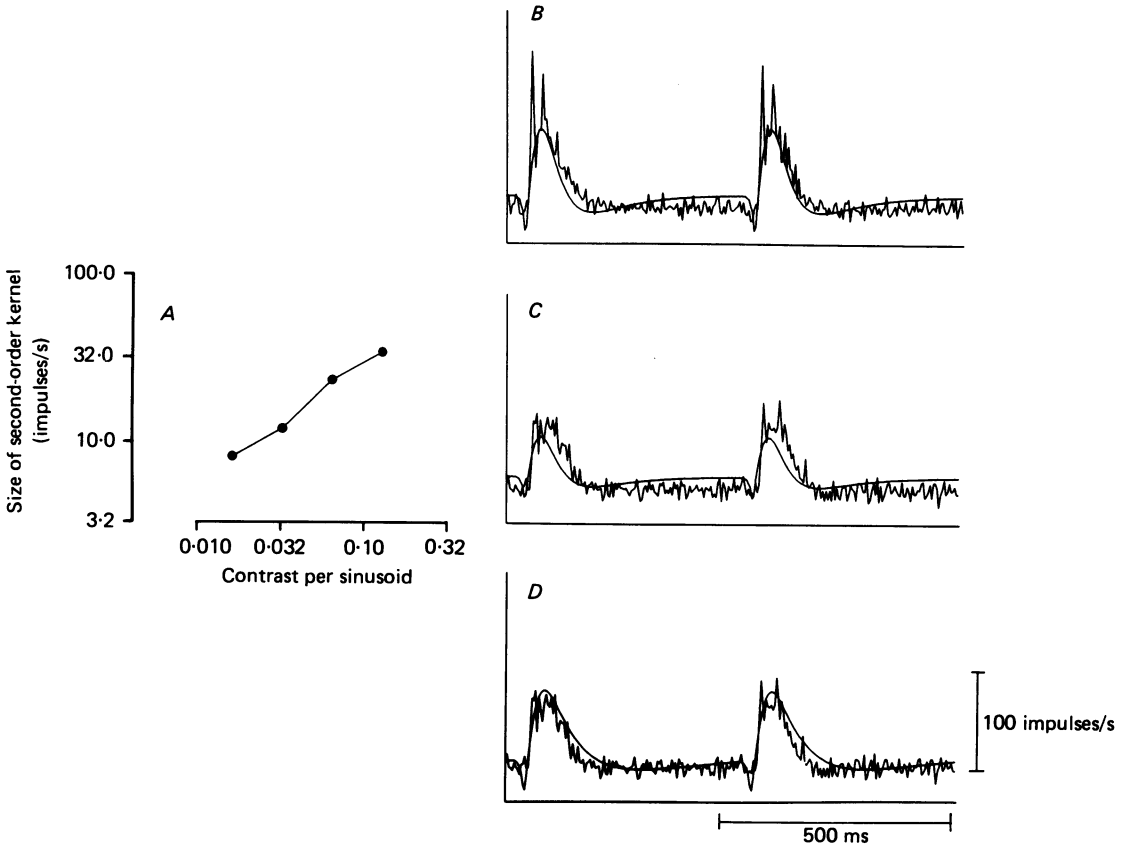 B
Size of second-order kernel
(impulses/s)
100·0
32·0
10·0
3·2
A
0·010 0·032 0·10 0·32
Contrast per sinusoid
C
D
100 impulses/s
500 ms